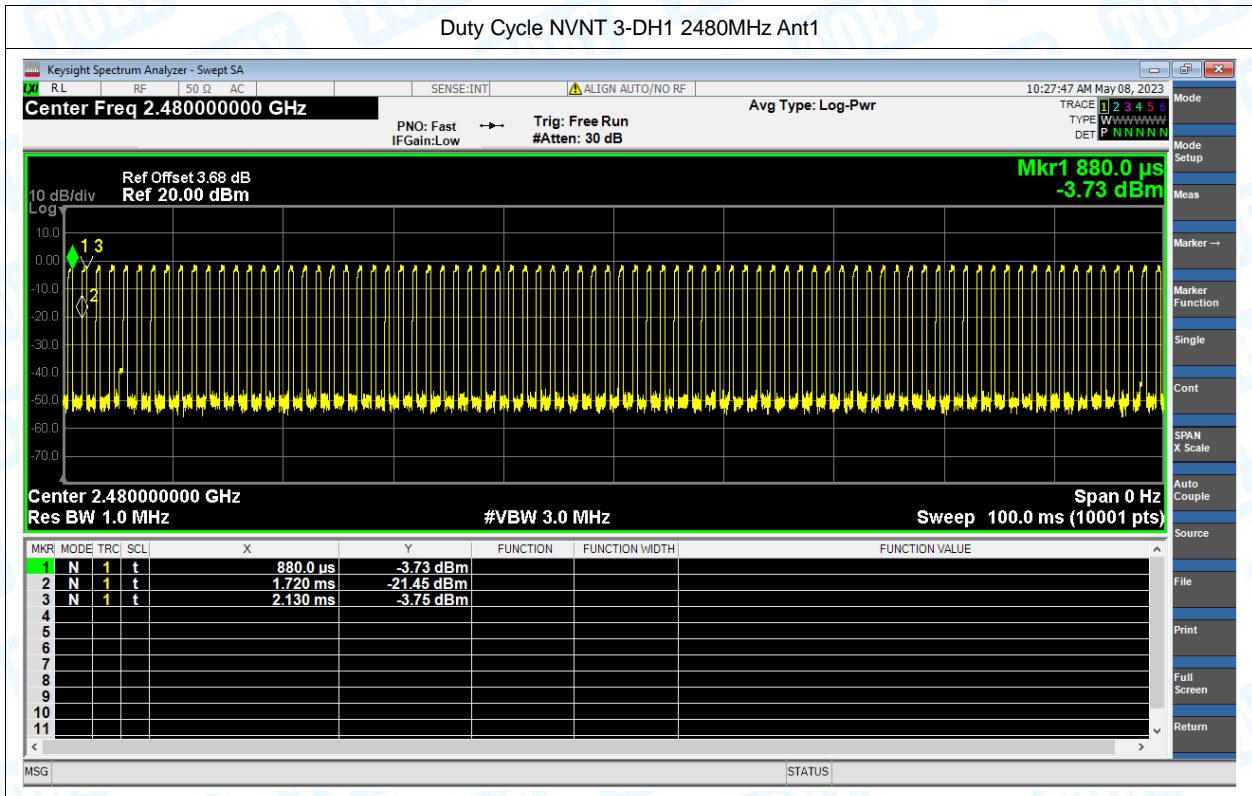 Duty Cycle NVNT 3-DH1 2480MHz Ant1
Keysight Spectrum Analyzer - Swept SA
LXI RL RF 50 Ω AC SENSE:INT ALIGN AUTO/NO RF 10:27:47 AM May 08, 2023
Center Freq 2.480000000 GHz
Avg Type: Log-Pwr
TRACE 1 2 3 4 5 6
TYPE WWWWWW
DET P N N N N N
PNO: Fast
IFGain:Low
Trig: Free Run
#Atten: 30 dB
Mkr1 880.0 µs
-3.73 dBm
Ref Offset 3.68 dB
10 dB/div Ref 20.00 dBm
Log
10.0
0.00
-10.0
-20.0
-30.0
-40.0
-50.0
-60.0
-70.0
1 3
2
Center 2.480000000 GHz Span 0 Hz
Res BW 1.0 MHz #VBW 3.0 MHz Sweep 100.0 ms (10001 pts)
MKR MODE TRC SCL X Y FUNCTION FUNCTION WIDTH FUNCTION VALUE
1 N 1 t 880.0 µs -3.73 dBm
2 N 1 t 1.720 ms -21.45 dBm
3 N 1 t 2.130 ms -3.75 dBm
4
5
6
7
8
9
10
11
MSG STATUS
Mode
Mode Setup
Meas
Marker →
Marker Function
Single
Cont
SPAN X Scale
Auto Couple
Source
File
Print
Full Screen
Return